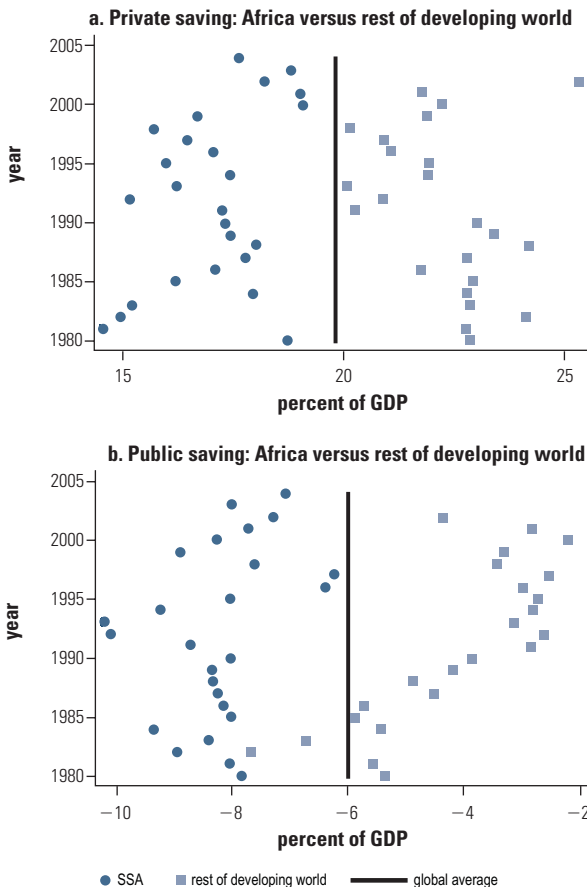 a. Private saving: Africa versus rest of developing world
2005
2000
1995
1990
1985
1980
year
15
20
25
percent of GDP
b. Public saving: Africa versus rest of developing world
2005
2000
1995
1990
1985
1980
year
−10
−8
−6
−4
−2
percent of GDP
SSA rest of developing world global average